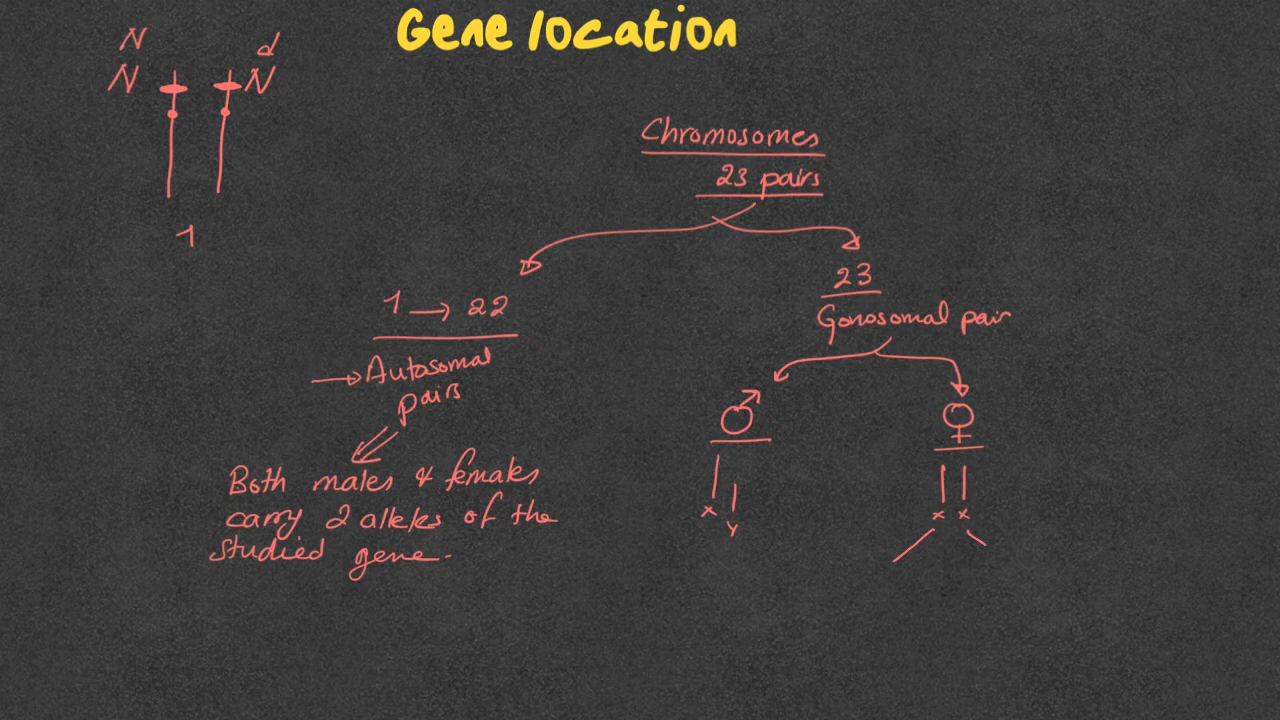 Gene location
N d
N N
1
Chromosomes
23 pairs
1 → 22
Autosomal
pairs
Both males & females
carry 2 alleles of the
studied gene.
23
Gonosomal pair
♂ ♀
x y
x x